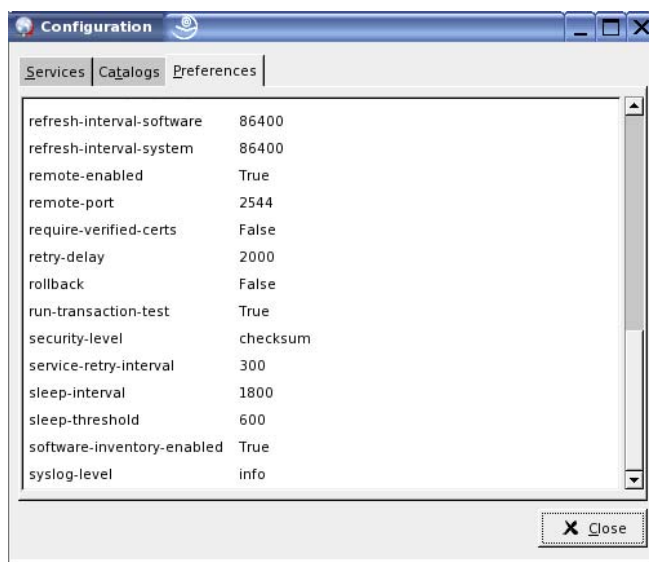 Configuration
Services Catalogs Preferences
refresh-interval-software 86400
refresh-interval-system 86400
remote-enabled True
remote-port 2544
require-verified-certs False
retry-delay 2000
rollback False
run-transaction-test True
security-level checksum
service-retry-interval 300
sleep-interval 1800
sleep-threshold 600
software-inventory-enabled True
syslog-level info
Close